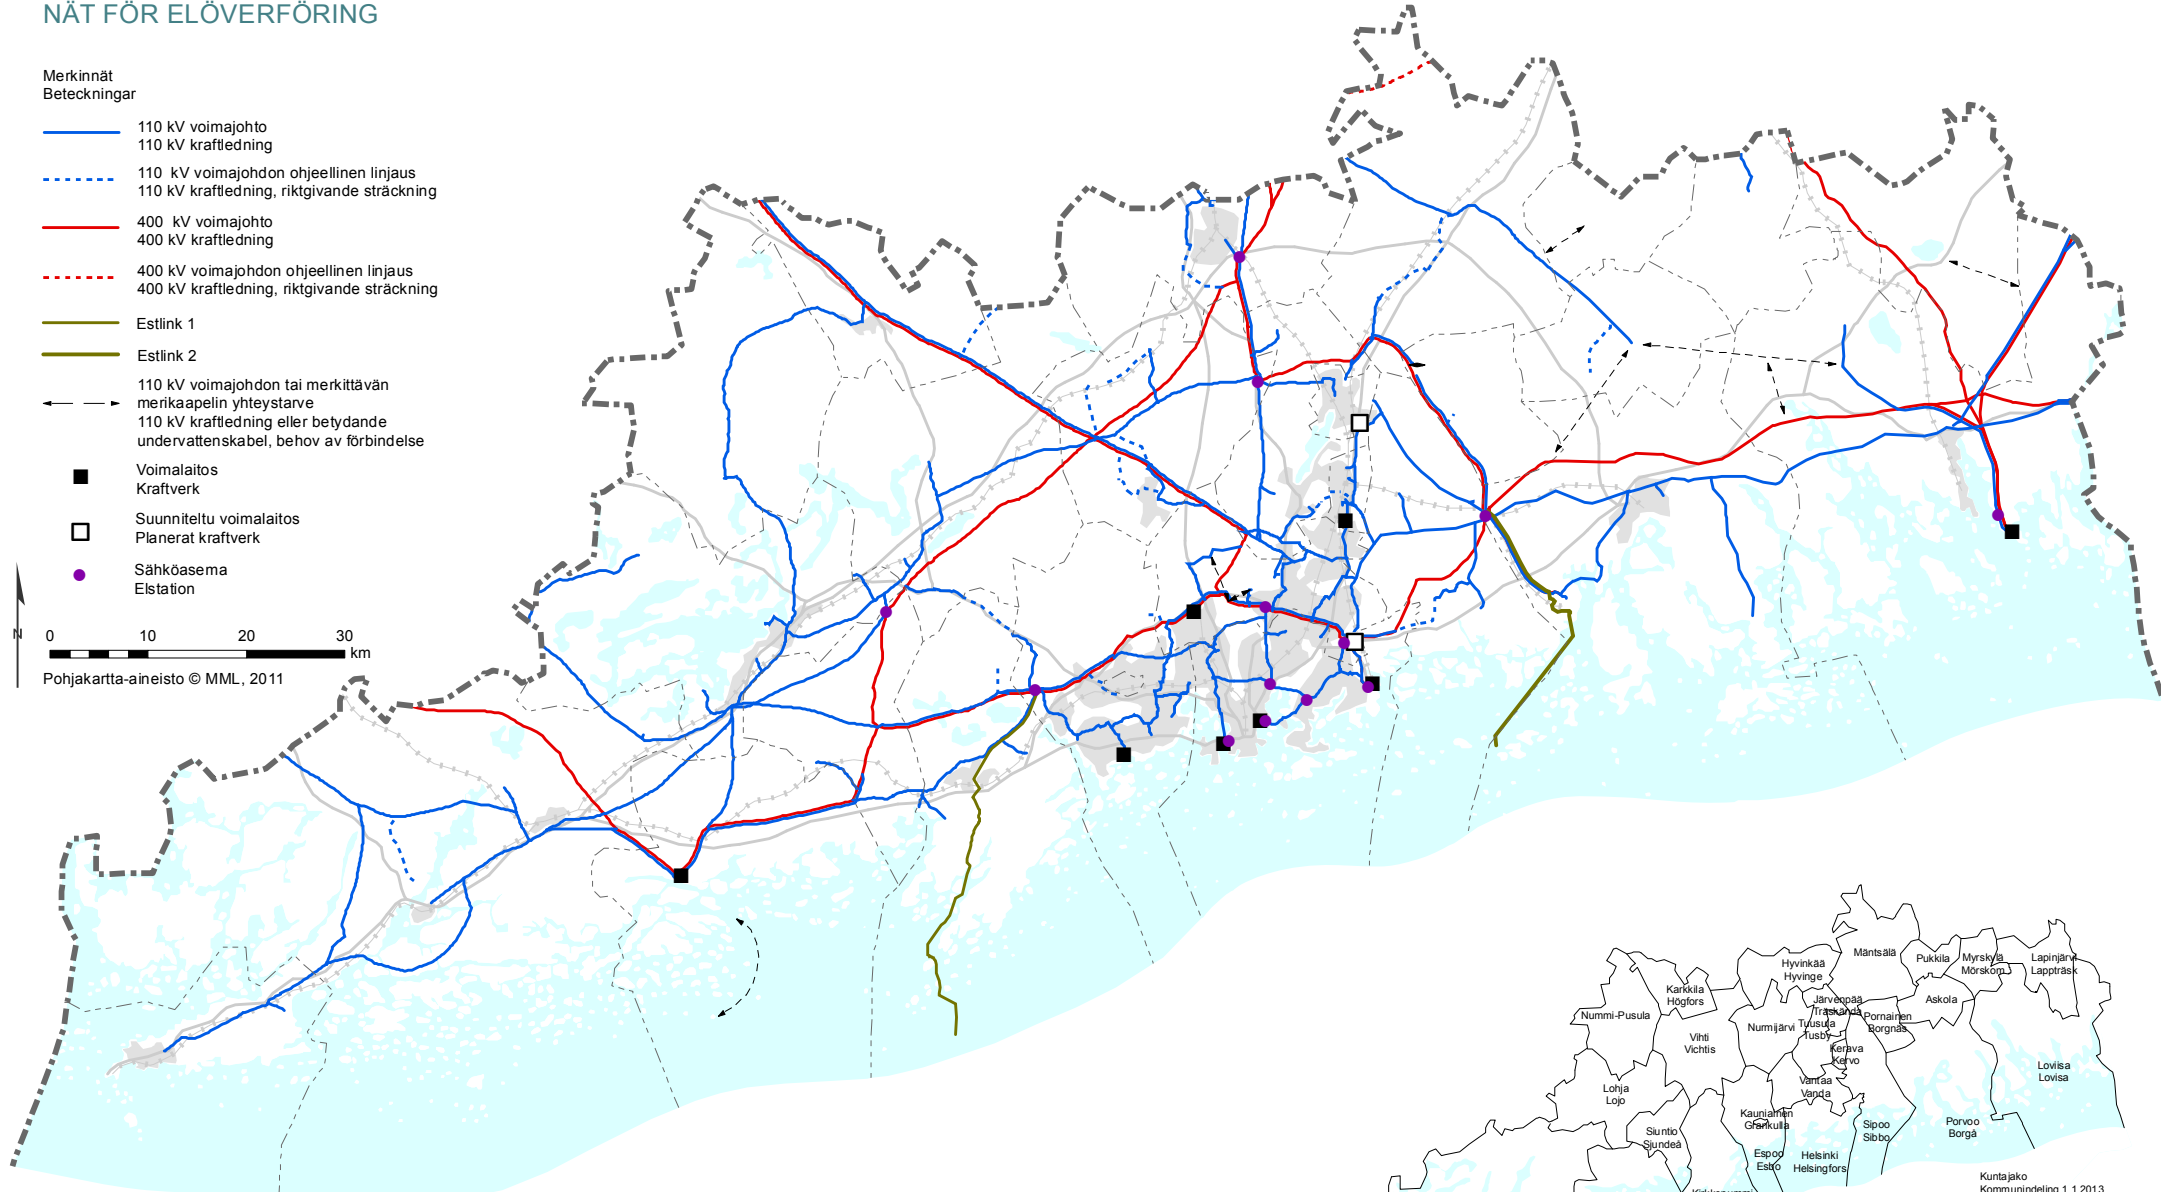 NÄT FÖR ELÖVERFÖRING
Merkinnät
Beteckningar
110 kV voimajohto
110 kV kraftledning
110 kV voimajohdon ohjeellinen linjaus
110 kV kraftledning, riktgivande sträckning
400 kV voimajohto
400 kV kraftledning
400 kV voimajohdon ohjeellinen linjaus
400 kV kraftledning, riktgivande sträckning
Estlink 1
Estlink 2
110 kV voimajohdon tai merkittävän
merikaapelin yhteystarve
110 kV kraftledning eller betydande
undervattenskabel, behov av förbindelse
Voimalaitos
Kraftverk
Suunniteltu voimalaitos
Planerat kraftverk
Sähköasema
Elstation
N
0 10 20 30
km
Pohjakartta-aineisto © MML, 2011
Mäntsälä
Pukkila
Myrskylä
Mörskom
Lapinjärvi
Lappträsk
Hyvinkää
Hyvinge
Karkkila
Högfors
Järvenpää
Träskända
Askola
Nummi-Pusula
Nurmijärvi
Tuusula
Tusby
Pornainen
Borgnäs
Vihti
Vichtis
Kerava
Kervo
Loviisa
Lovisa
Vantaa
Vanda
Lohja
Lojo
Kauniainen
Grankulla
Sipoo
Sibbo
Porvoo
Borgå
Siuntio
Sjundeå
Espoo
Esbo
Helsinki
Helsingfors
Kuntajako
Kommunindelning 1.1.2013